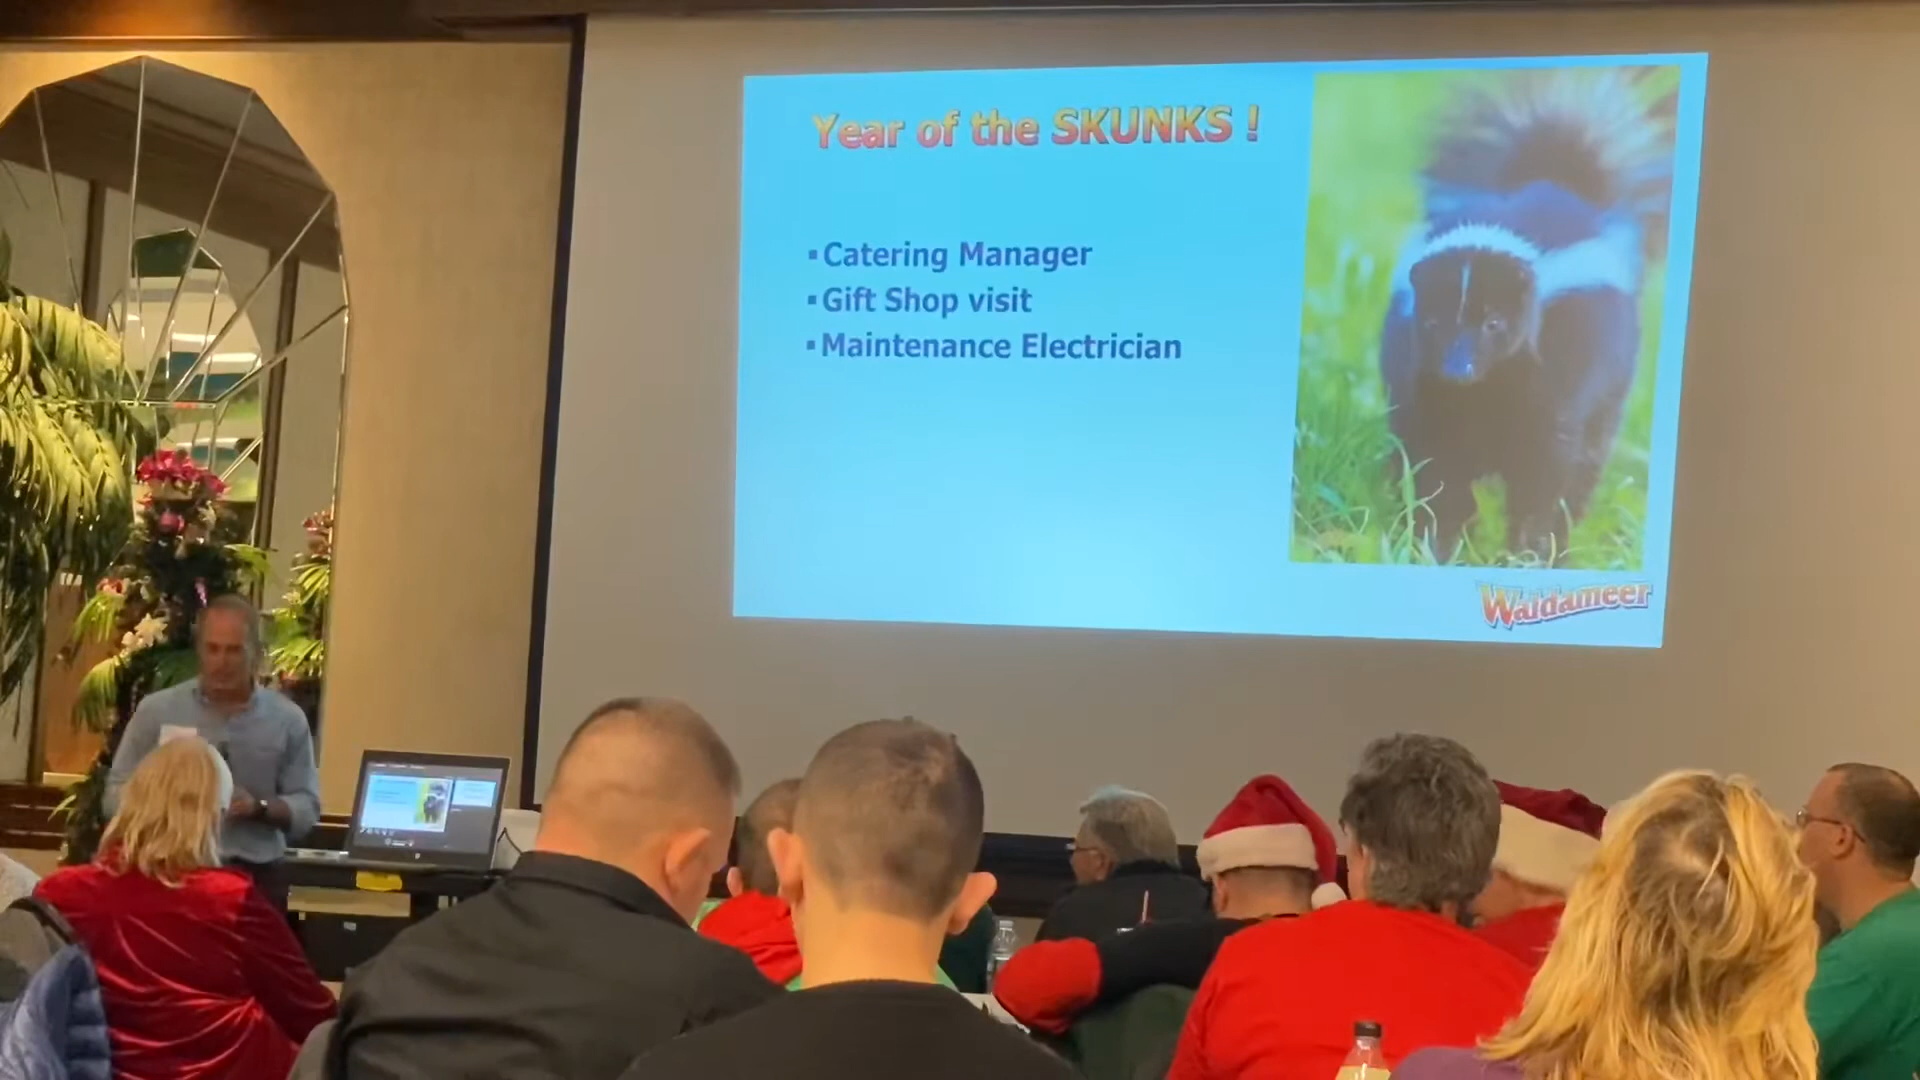 Year of the SKUNKS !
▪ Catering Manager
▪ Gift Shop visit
▪ Maintenance Electrician
Waldameer